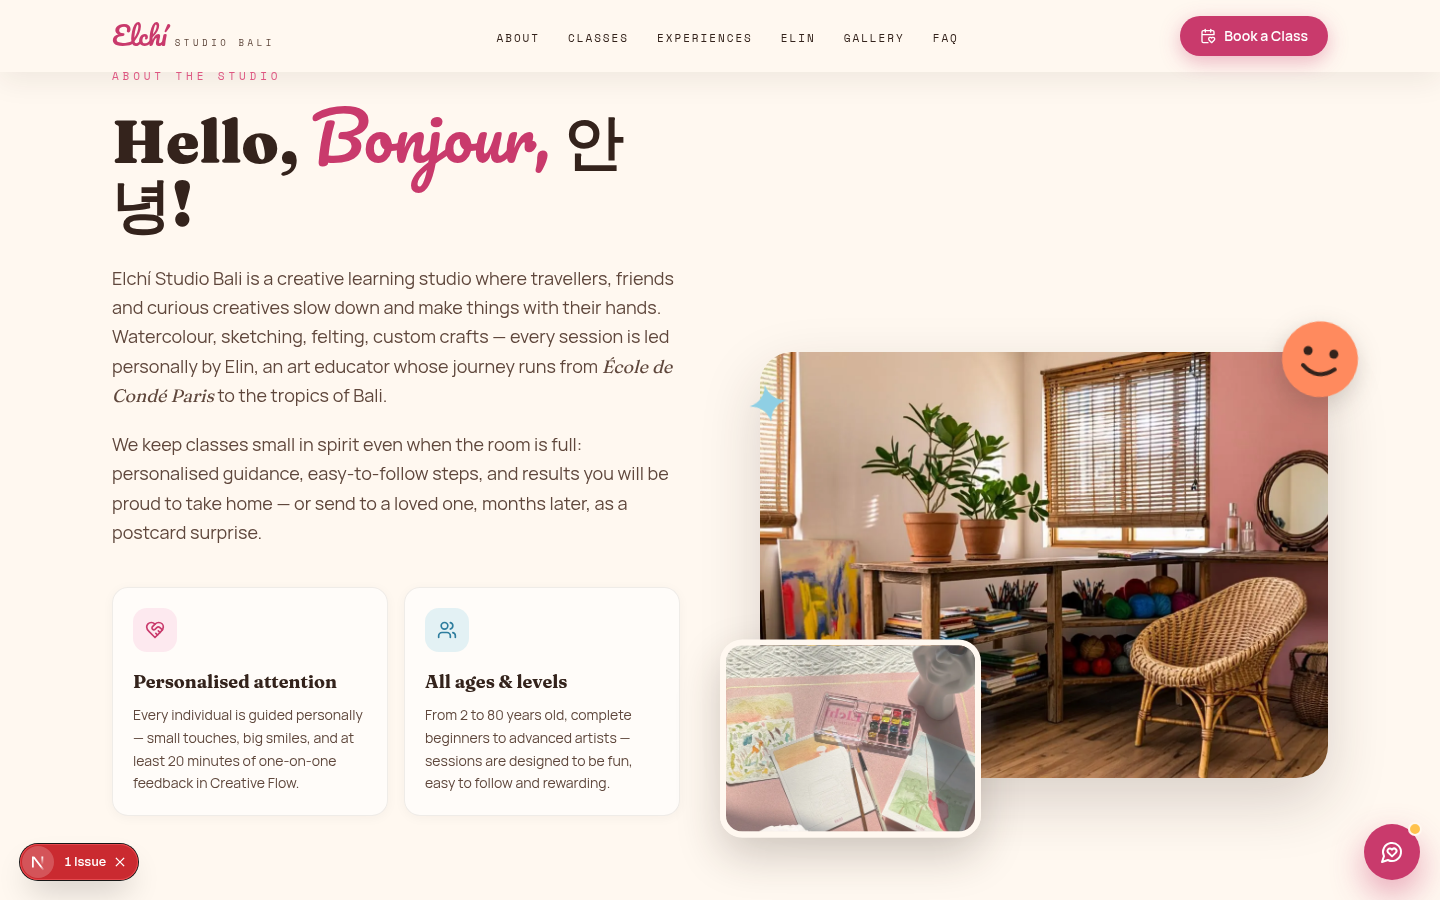 Elchí STUDIO BALI
ABOUT CLASSES EXPERIENCES ELIN GALLERY FAQ
Book a Class
ABOUT THE STUDIO
Hello, Bonjour, 안
녕!
Elchí Studio Bali is a creative learning studio where travellers, friends
and curious creatives slow down and make things with their hands.
Watercolour, sketching, felting, custom crafts — every session is led
personally by Elin, an art educator whose journey runs from École de
Condé Paris to the tropics of Bali.
We keep classes small in spirit even when the room is full:
personalised guidance, easy-to-follow steps, and results you will be
proud to take home — or send to a loved one, months later, as a
postcard surprise.
Personalised attention
Every individual is guided personally
— small touches, big smiles, and at
least 20 minutes of one-on-one
feedback in Creative Flow.
All ages & levels
From 2 to 80 years old, complete
beginners to advanced artists —
sessions are designed to be fun,
easy to follow and rewarding.
Elchí
N
1 Issue